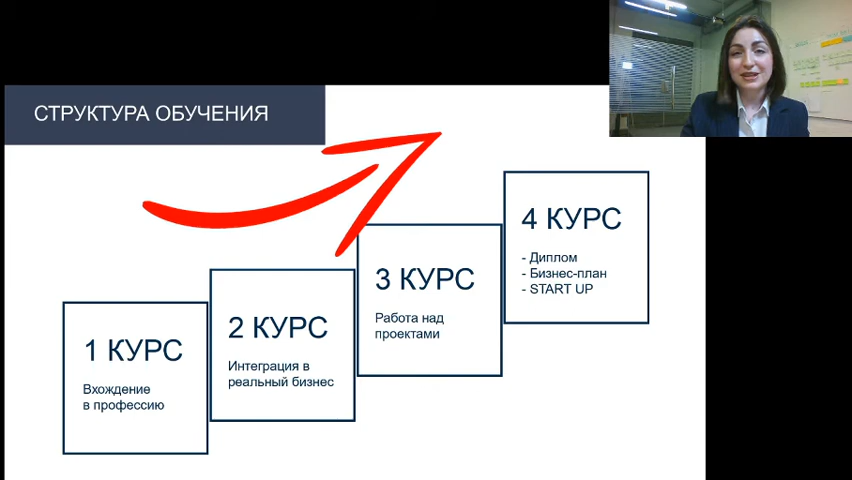 СТРУКТУРА ОБУЧЕНИЯ
1 КУРС
Вхождение
в профессию
2 КУРС
Интеграция в
реальный бизнес
3 КУРС
Работа над
проектами
4 КУРС
- Диплом
- Бизнес-план
- START UP